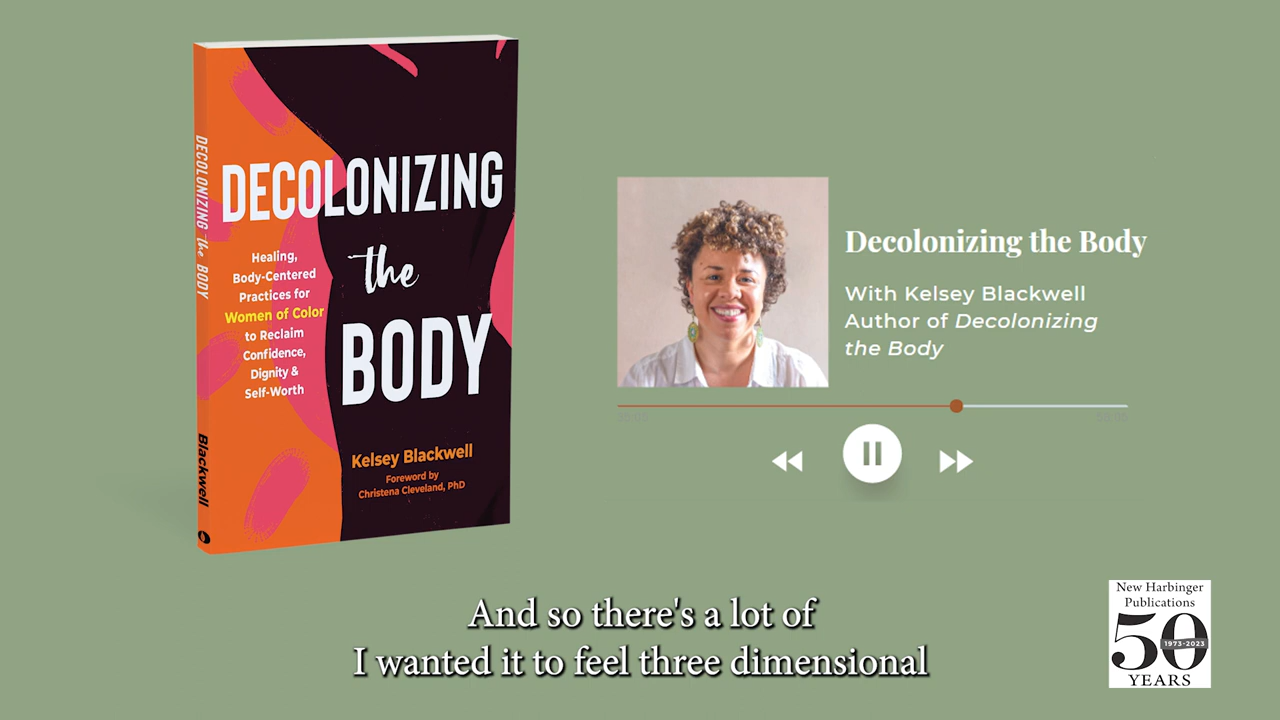 DECOLONIZING
the
BODY
Healing,
Body-Centered
Practices for
Women of Color
to Reclaim
Confidence,
Dignity &
Self-Worth
Kelsey Blackwell
Foreword by
Christena Cleveland, PhD
DECOLONIZING the BODY
Blackwell
Decolonizing the Body
With Kelsey Blackwell
Author of Decolonizing
the Body
And so there's a lot of
I wanted it to feel three dimensional
New Harbinger
Publications
50
1973-2023
YEARS